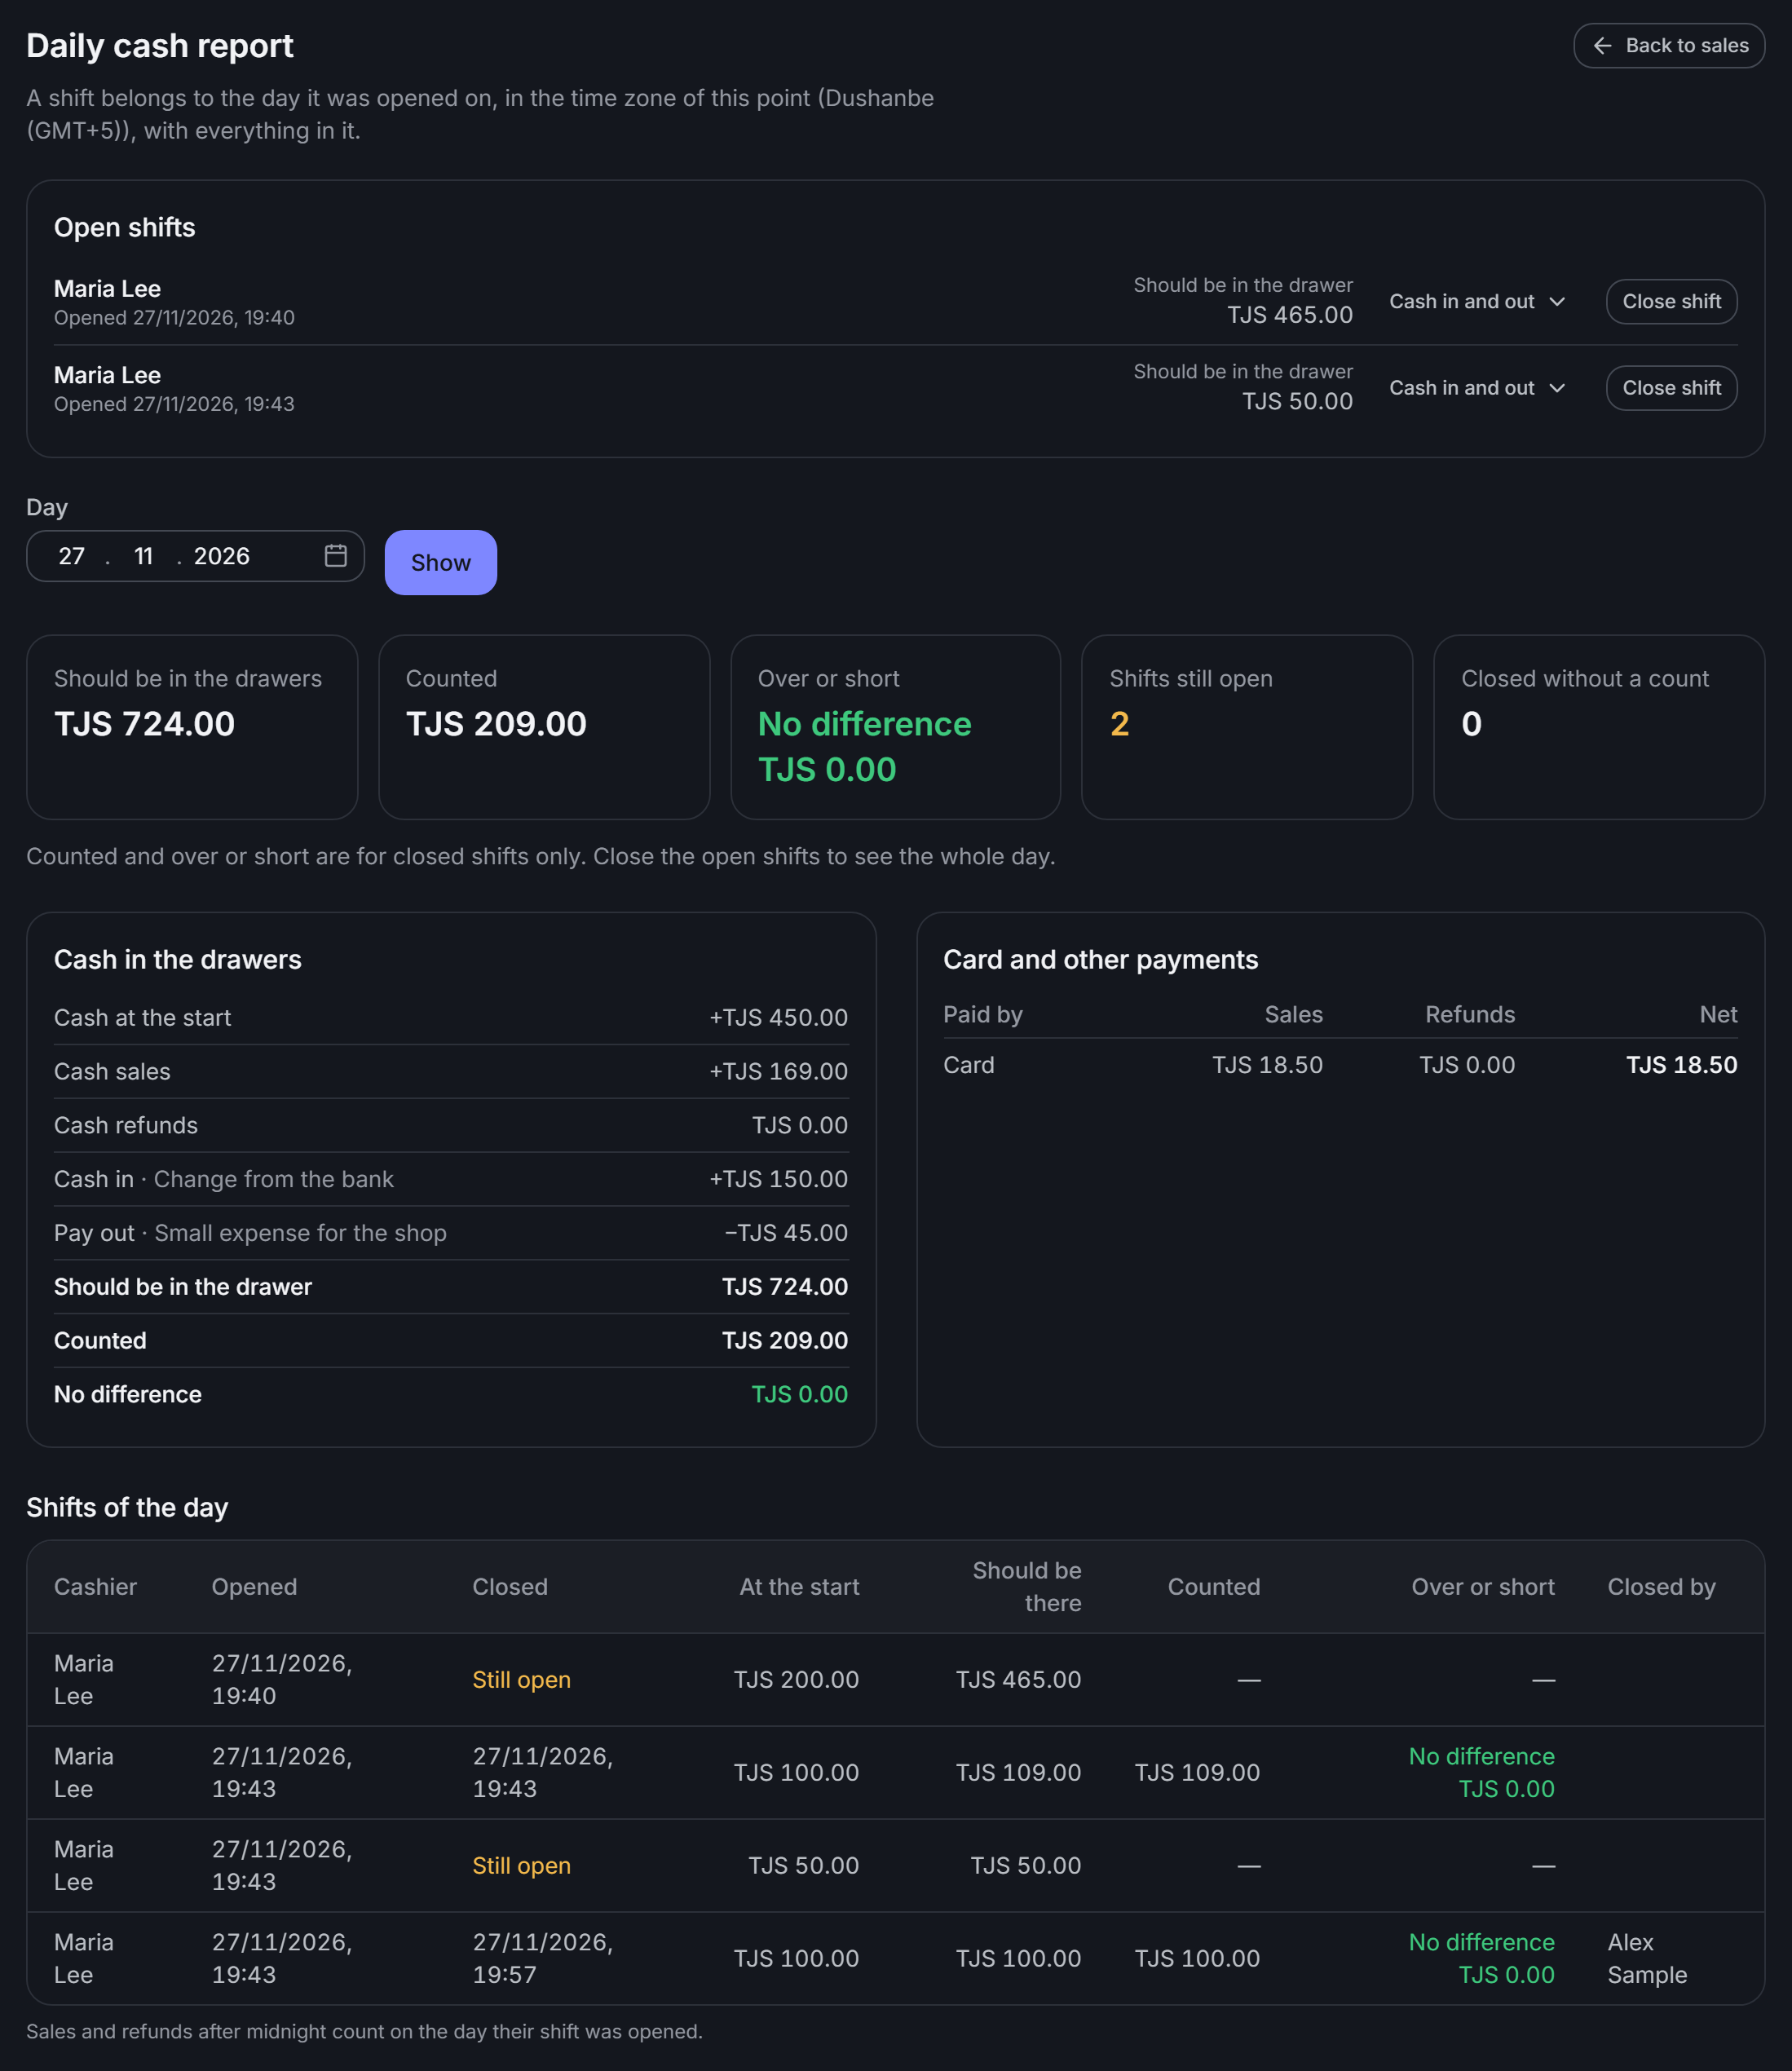 Daily cash report
Back to sales
A shift belongs to the day it was opened on, in the time zone of this point (Dushanbe
(GMT+5)), with everything in it.
Open shifts
Maria Lee
Opened 27/11/2026, 19:40
Should be in the drawer
TJS 465.00
Cash in and out
Close shift
Maria Lee
Opened 27/11/2026, 19:43
Should be in the drawer
TJS 50.00
Cash in and out
Close shift
Day
27 . 11 . 2026
Show
Should be in the drawers
TJS 724.00
Counted
TJS 209.00
Over or short
No difference
TJS 0.00
Shifts still open
2
Closed without a count
0
Counted and over or short are for closed shifts only. Close the open shifts to see the whole day.
Cash in the drawers
Cash at the start +TJS 450.00
Cash sales +TJS 169.00
Cash refunds TJS 0.00
Cash in · Change from the bank +TJS 150.00
Pay out · Small expense for the shop −TJS 45.00
Should be in the drawer TJS 724.00
Counted TJS 209.00
No difference TJS 0.00
Card and other payments
Paid by Sales Refunds Net
Card TJS 18.50 TJS 0.00 TJS 18.50
Shifts of the day
Cashier Opened Closed At the start Should be there Counted Over or short Closed by
Maria Lee 27/11/2026, 19:40 Still open TJS 200.00 TJS 465.00 — —
Maria Lee 27/11/2026, 19:43 27/11/2026, 19:43 TJS 100.00 TJS 109.00 TJS 109.00 No difference TJS 0.00
Maria Lee 27/11/2026, 19:43 Still open TJS 50.00 TJS 50.00 — —
Maria Lee 27/11/2026, 19:43 27/11/2026, 19:57 TJS 100.00 TJS 100.00 TJS 100.00 No difference TJS 0.00 Alex Sample
Sales and refunds after midnight count on the day their shift was opened.